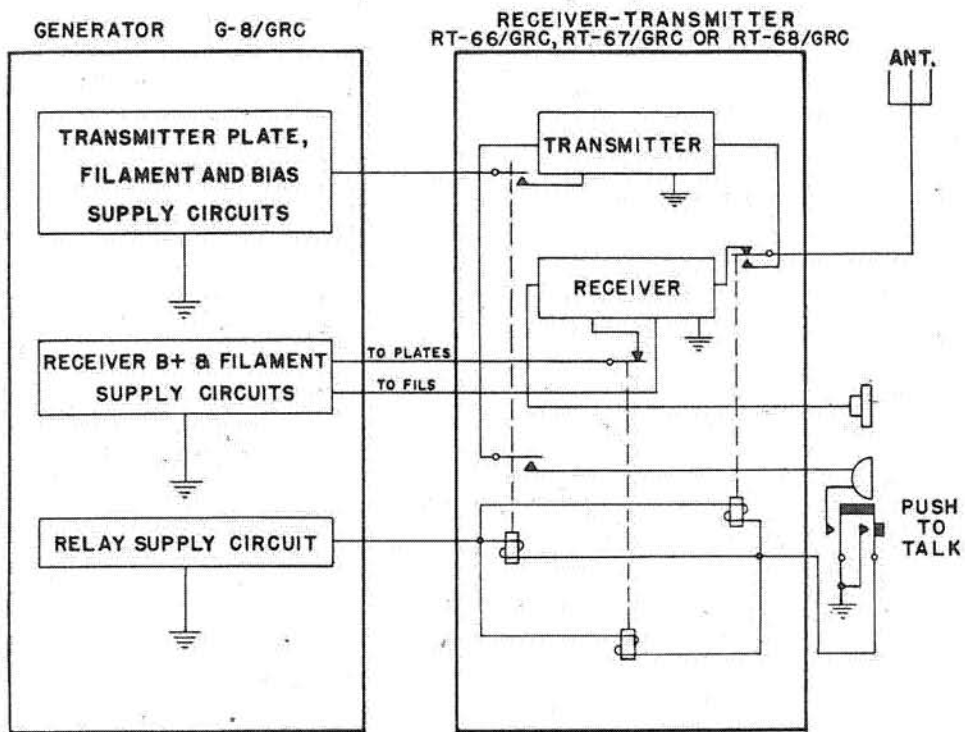 GENERATOR G-8/GRC
RECEIVER-TRANSMITTER
RT-66/GRC, RT-67/GRC OR RT-68/GRC
ANT.
TRANSMITTER PLATE,
FILAMENT AND BIAS
SUPPLY CIRCUITS
TRANSMITTER
RECEIVER
RECEIVER B+ & FILAMENT
SUPPLY CIRCUITS
TO PLATES
TO FILS
RELAY SUPPLY CIRCUIT
PUSH
TO
TALK